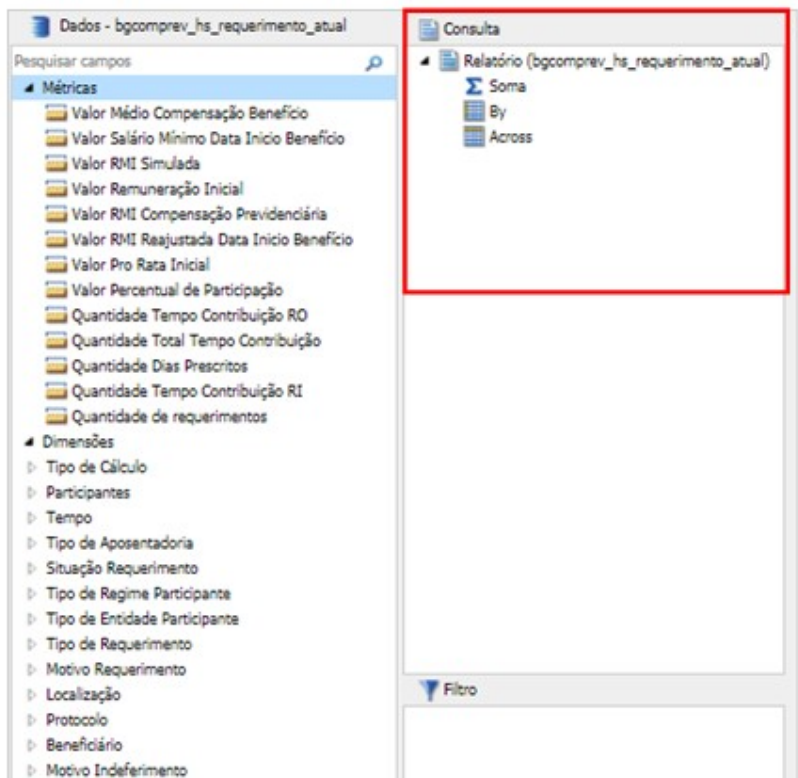 Dados - bgcomprev_hs_requerimento_atual
Pesquisar campos
Métricas
Valor Médio Compensação Benefício
Valor Salário Mínimo Data Inicio Benefício
Valor RMI Simulada
Valor Remuneração Inicial
Valor RMI Compensação Previdenciária
Valor RMI Reajustada Data Inicio Benefício
Valor Pro Rata Inicial
Valor Percentual de Participação
Quantidade Tempo Contribuição RO
Quantidade Total Tempo Contribuição
Quantidade Dias Prescritos
Quantidade Tempo Contribuição RI
Quantidade de requerimentos
Dimensões
Tipo de Cálculo
Participantes
Tempo
Tipo de Aposentadoria
Situação Requerimento
Tipo de Regime Participante
Tipo de Entidade Participante
Tipo de Requerimento
Motivo Requerimento
Localização
Protocolo
Beneficiário
Motivo Indeferimento
Consulta
Relatório (bgcomprev_hs_requerimento_atual)
Soma
By
Across
Filtro